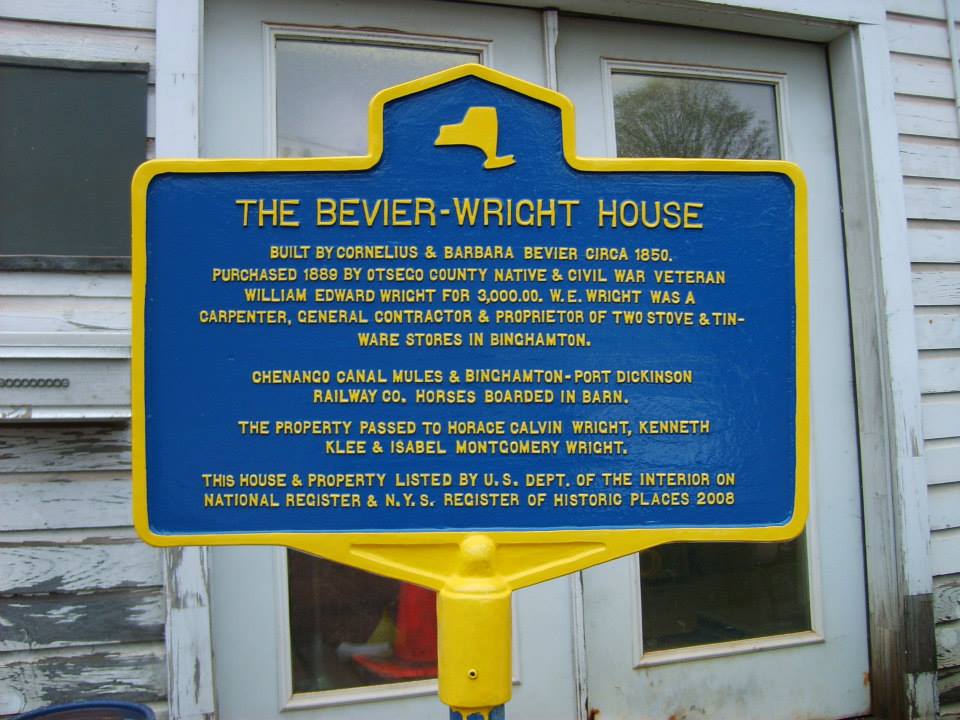 THE BEVIER-WRIGHT HOUSE
BUILT BY CORNELIUS & BARBARA BEVIER CIRCA 1850.
PURCHASED 1889 BY OTSEGO COUNTY NATIVE & CIVIL WAR VETERAN
WILLIAM EDWARD WRIGHT FOR 3,000.00. W.E. WRIGHT WAS A
CARPENTER, GENERAL CONTRACTOR & PROPRIETOR OF TWO STOVE & TIN-
WARE STORES IN BINGHAMTON.
CHENANGO CANAL MULES & BINGHAMTON-PORT DICKINSON
RAILWAY CO. HORSES BOARDED IN BARN.
THE PROPERTY PASSED TO HORACE CALVIN WRIGHT, KENNETH
KLEE & ISABEL MONTGOMERY WRIGHT.
THIS HOUSE & PROPERTY LISTED BY U.S. DEPT. OF THE INTERIOR ON
NATIONAL REGISTER & N.Y.S. REGISTER OF HISTORIC PLACES 2008